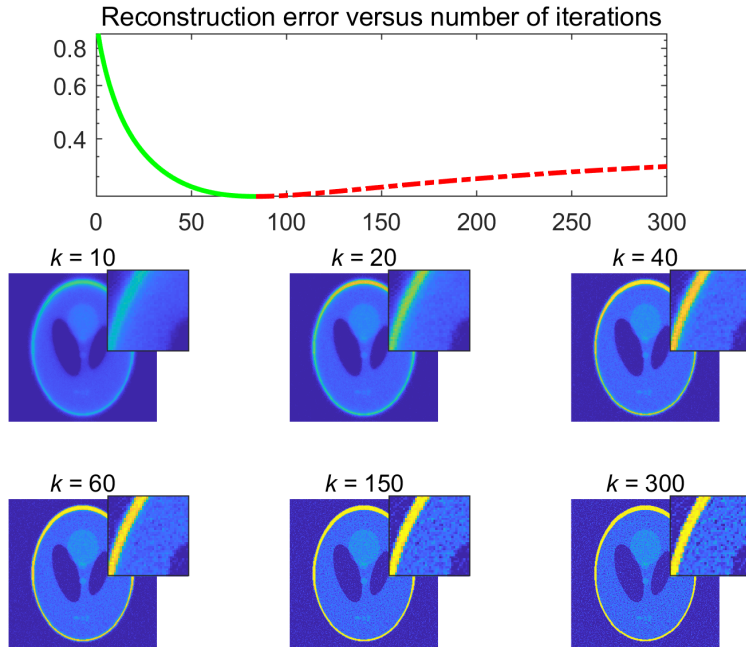 Reconstruction error versus number of iterations
0.8
0.6
0.4
0 50 100 150 200 250 300
k = 10 k = 20 k = 40
k = 60 k = 150 k = 300